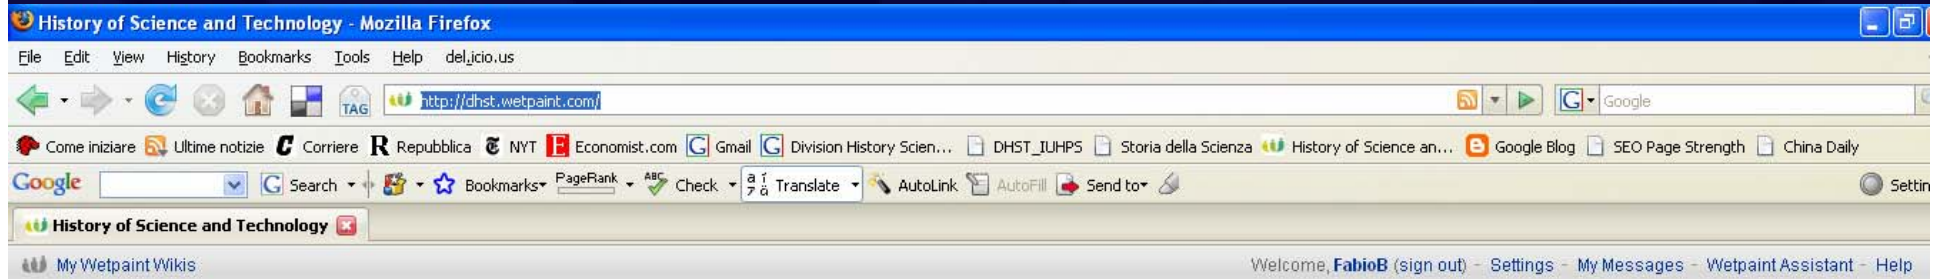 History of Science and Technology - Mozilla Firefox
File Edit View History Bookmarks Tools Help del.icio.us
TAG http://dhst.wetpaint.com/ G Google
Come iniziare Ultime notizie C Corriere R Repubblica NYT E Economist.com G Gmail G Division History Scien... DHST_IUHPS Storia della Scienza History of Science an... Google Blog SEO Page Strength China Daily
Google G Search Bookmarks PageRank ABC Check Translate AutoLink AutoFill Send to Settin
History of Science and Technology
My Wetpaint Wikis Welcome, FabioB (sign out) - Settings - My Messages - Wetpaint Assistant - Help